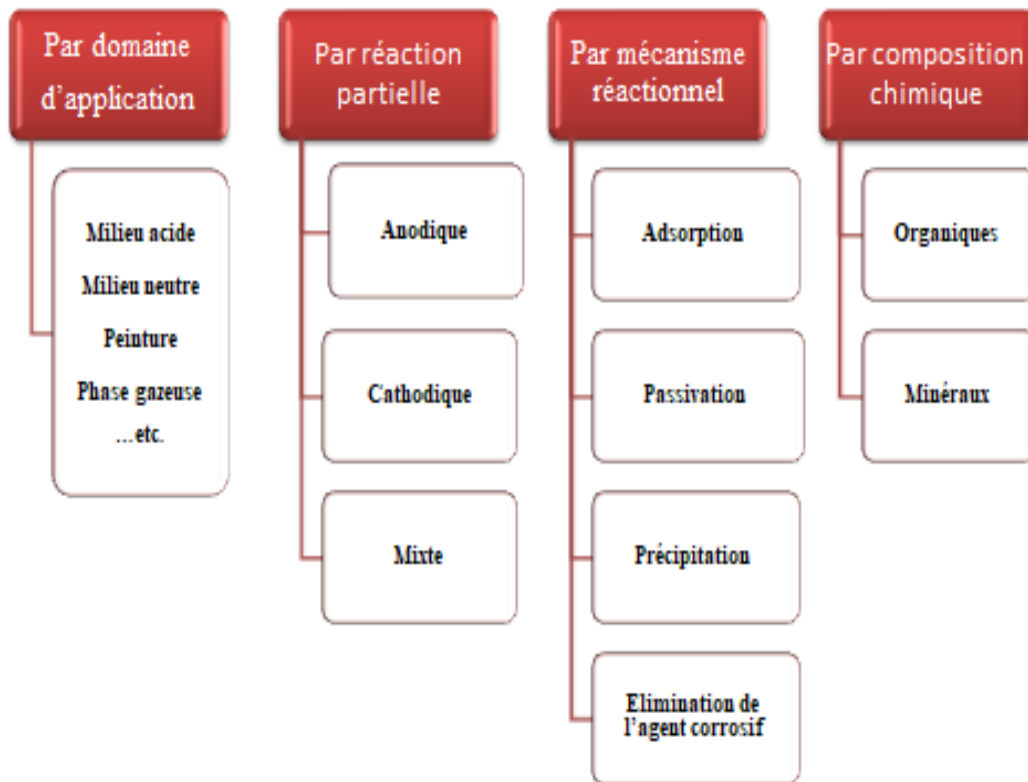 Par domaine
d'application
Milieu acide
Milieu neutre
Peinture
Phase gazeuse
...etc.
Par réaction
partielle
Anodique
Cathodique
Mixte
Par mécanisme
réactionnel
Adsorption
Passivation
Précipitation
Elimination de
l'agent corrosif
Par composition
chimique
Organiques
Minéraux